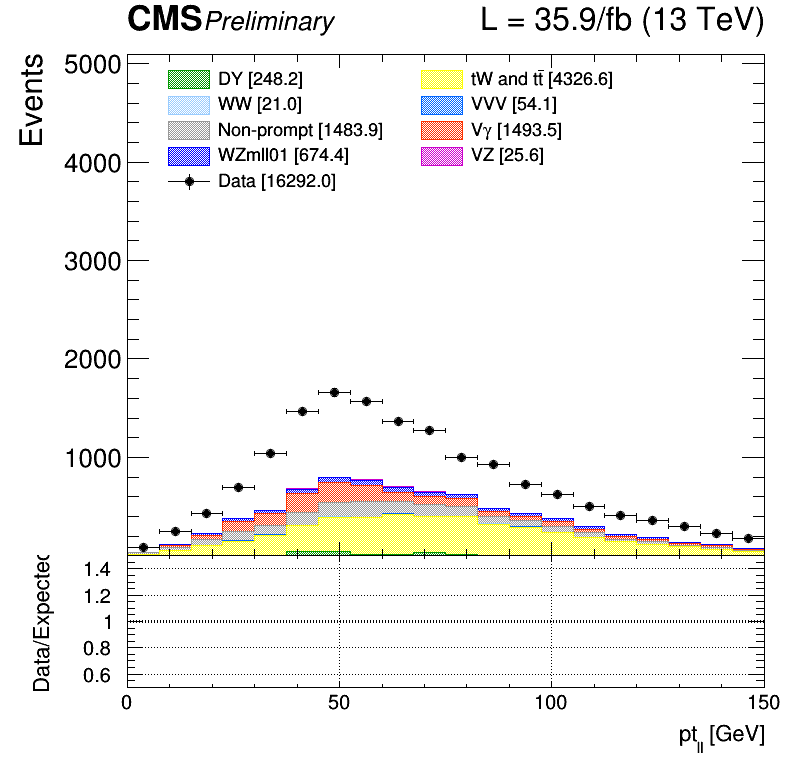 CMS Preliminary L = 35.9/fb (13 TeV)
Events
5000
4000
3000
2000
1000
DY [248.2]
WW [21.0]
Non-prompt [1483.9]
WZmll01 [674.4]
Data [16292.0]
tW and tt̄ [4326.6]
VVV [54.1]
Vγ [1493.5]
VZ [25.6]
Data/Expected
1.4
1.2
1
0.8
0.6
0 50 100 150
pt_ll [GeV]